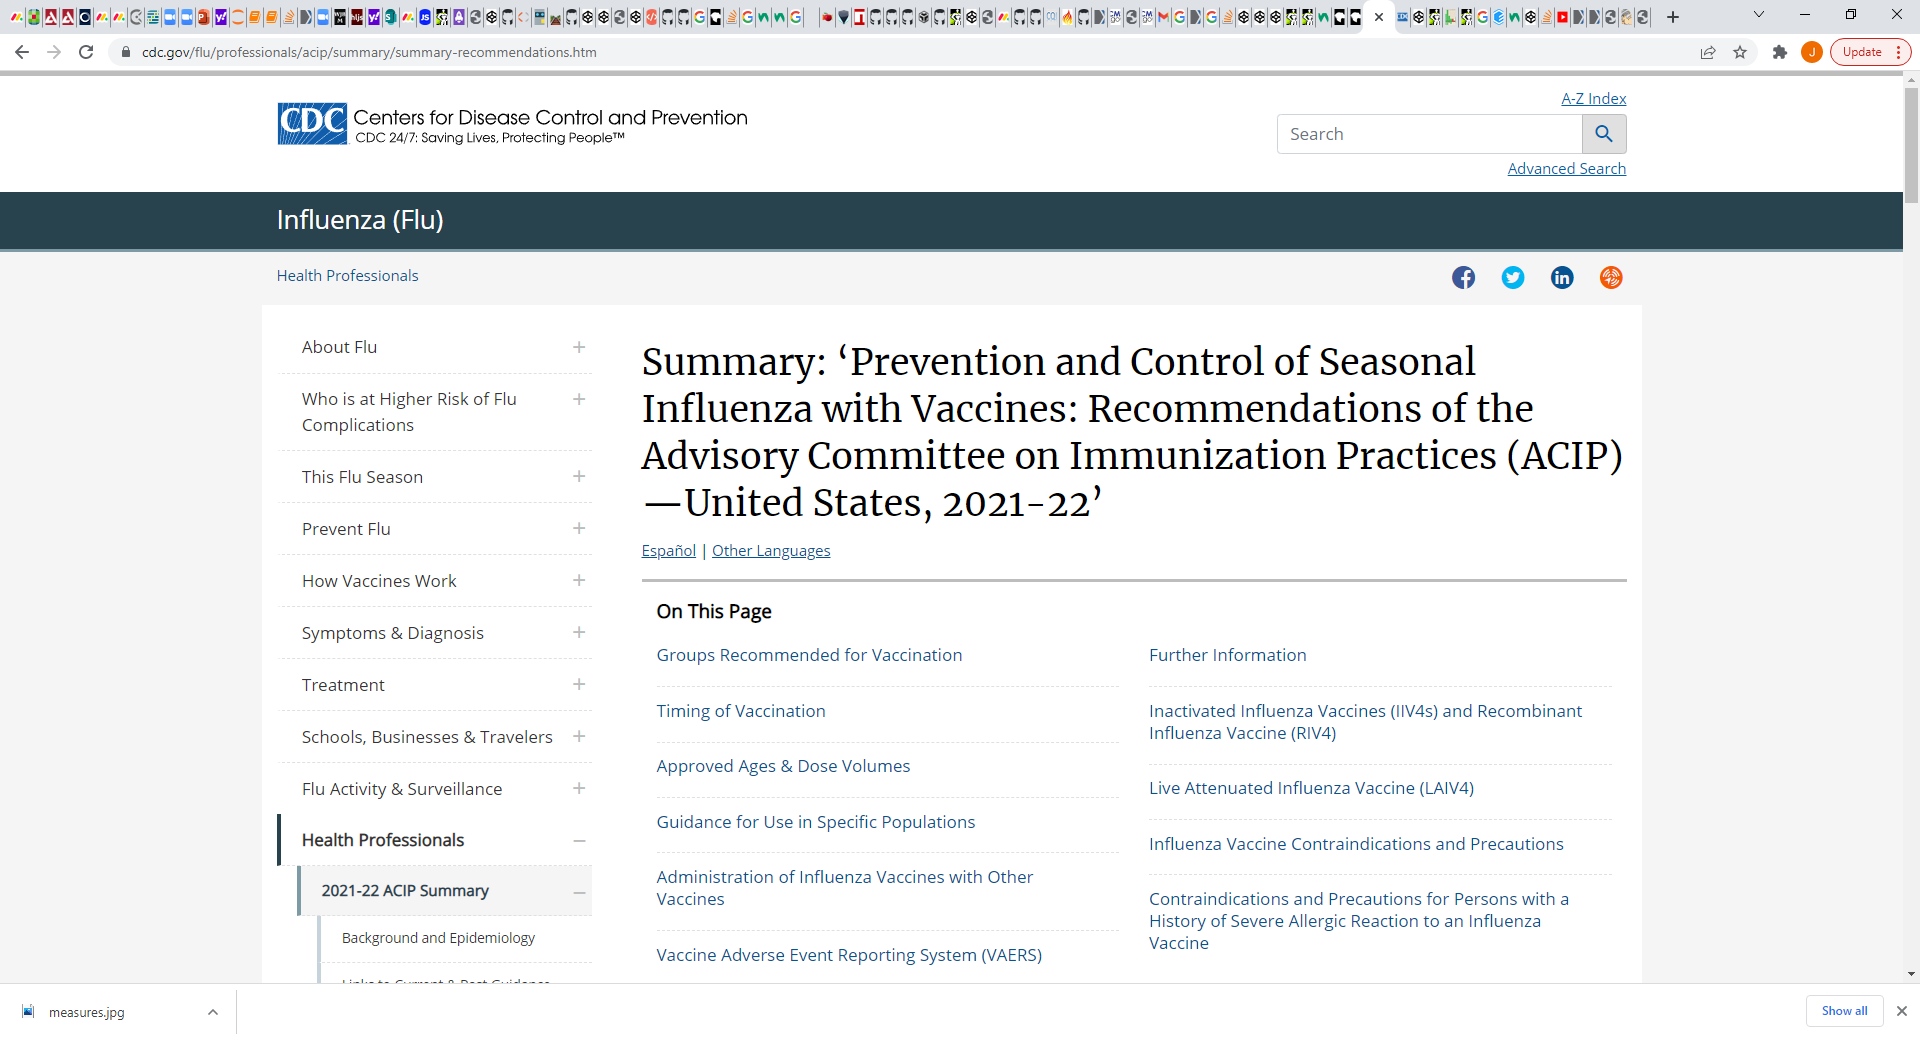 cdc.gov/flu/professionals/acip/summary/summary-recommendations.htm
J
Update
CDC
Centers for Disease Control and Prevention
CDC 24/7: Saving Lives, Protecting People™
A-Z Index
Search
Advanced Search
Influenza (Flu)
Health Professionals
About Flu
Who is at Higher Risk of Flu
Complications
This Flu Season
Prevent Flu
How Vaccines Work
Symptoms & Diagnosis
Treatment
Schools, Businesses & Travelers
Flu Activity & Surveillance
Health Professionals
2021-22 ACIP Summary
Background and Epidemiology
Links to Current & Past Guidance
Summary: ‘Prevention and Control of Seasonal
Influenza with Vaccines: Recommendations of the
Advisory Committee on Immunization Practices (ACIP)
—United States, 2021-22’
Español | Other Languages
On This Page
Groups Recommended for Vaccination
Timing of Vaccination
Approved Ages & Dose Volumes
Guidance for Use in Specific Populations
Administration of Influenza Vaccines with Other
Vaccines
Vaccine Adverse Event Reporting System (VAERS)
Further Information
Inactivated Influenza Vaccines (IIV4s) and Recombinant
Influenza Vaccine (RIV4)
Live Attenuated Influenza Vaccine (LAIV4)
Influenza Vaccine Contraindications and Precautions
Contraindications and Precautions for Persons with a
History of Severe Allergic Reaction to an Influenza
Vaccine
measures.jpg
Show all